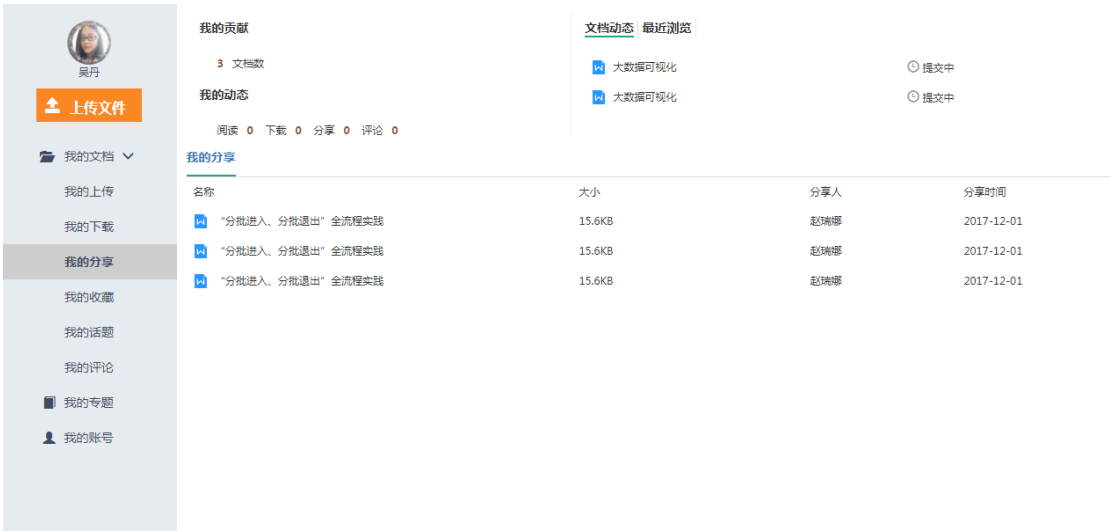 吴丹
上传文件
我的文档
我的上传
我的下载
我的分享
我的收藏
我的话题
我的评论
我的专题
我的账号
我的贡献
3 文档数
我的动态
阅读 0 下载 0 分享 0 评论 0
文档动态 最近浏览
大数据可视化 提交中
大数据可视化 提交中
我的分享
名称 大小 分享人 分享时间
“分批进入、分批退出”全流程实践 15.6KB 赵瑞娜 2017-12-01
“分批进入、分批退出”全流程实践 15.6KB 赵瑞娜 2017-12-01
“分批进入、分批退出”全流程实践 15.6KB 赵瑞娜 2017-12-01